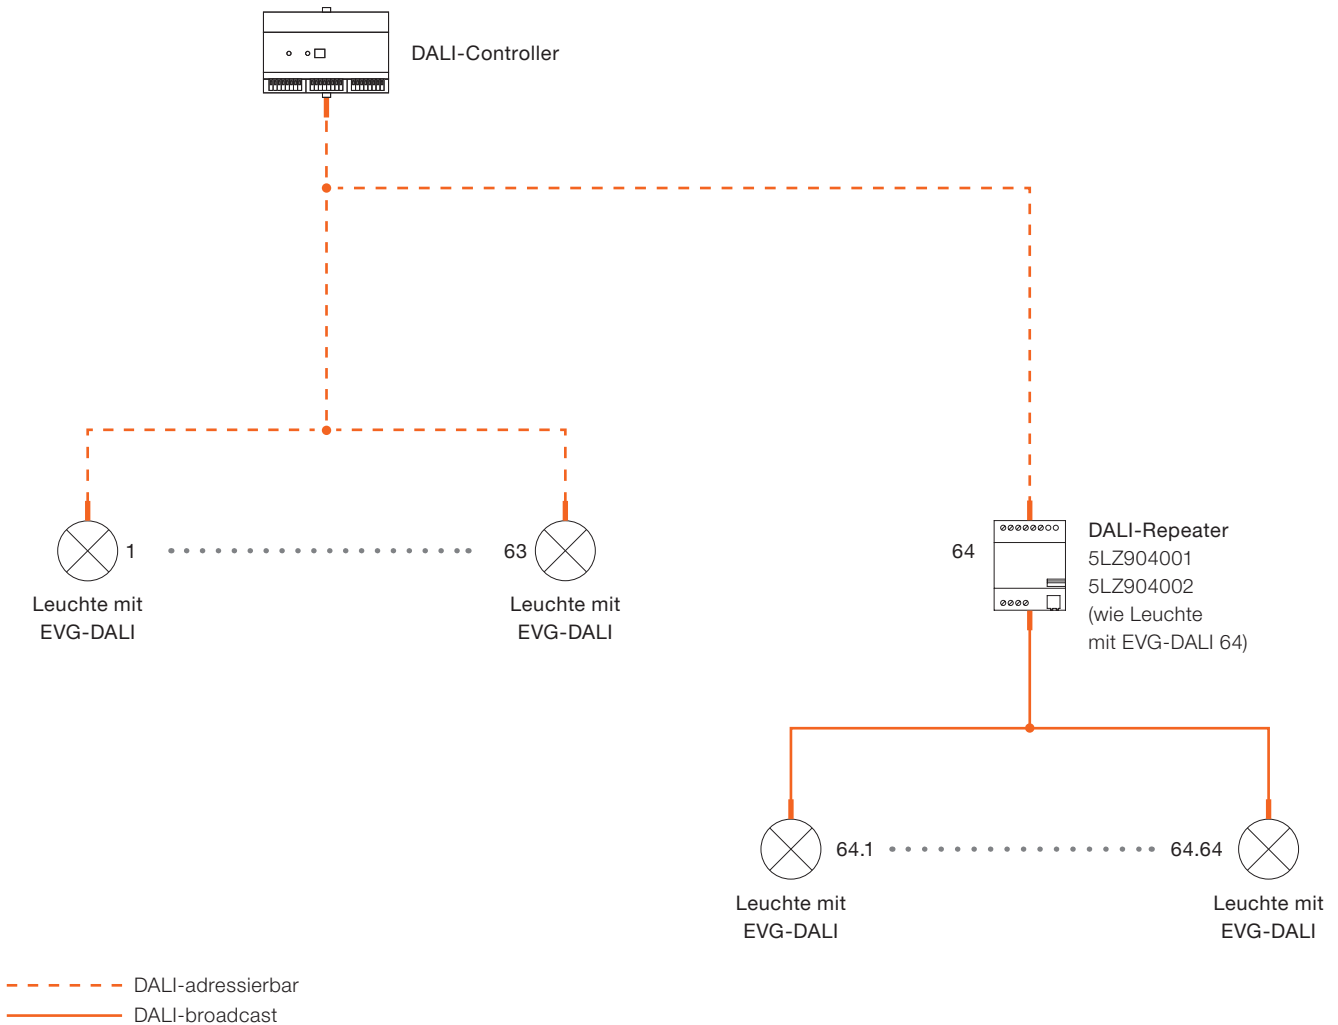 DALI-Controller
1
63
Leuchte mit
EVG-DALI
Leuchte mit
EVG-DALI
64
DALI-Repeater
5LZ904001
5LZ904002
(wie Leuchte
mit EVG-DALI 64)
64.1
64.64
Leuchte mit
EVG-DALI
Leuchte mit
EVG-DALI
DALI-adressierbar
DALI-broadcast